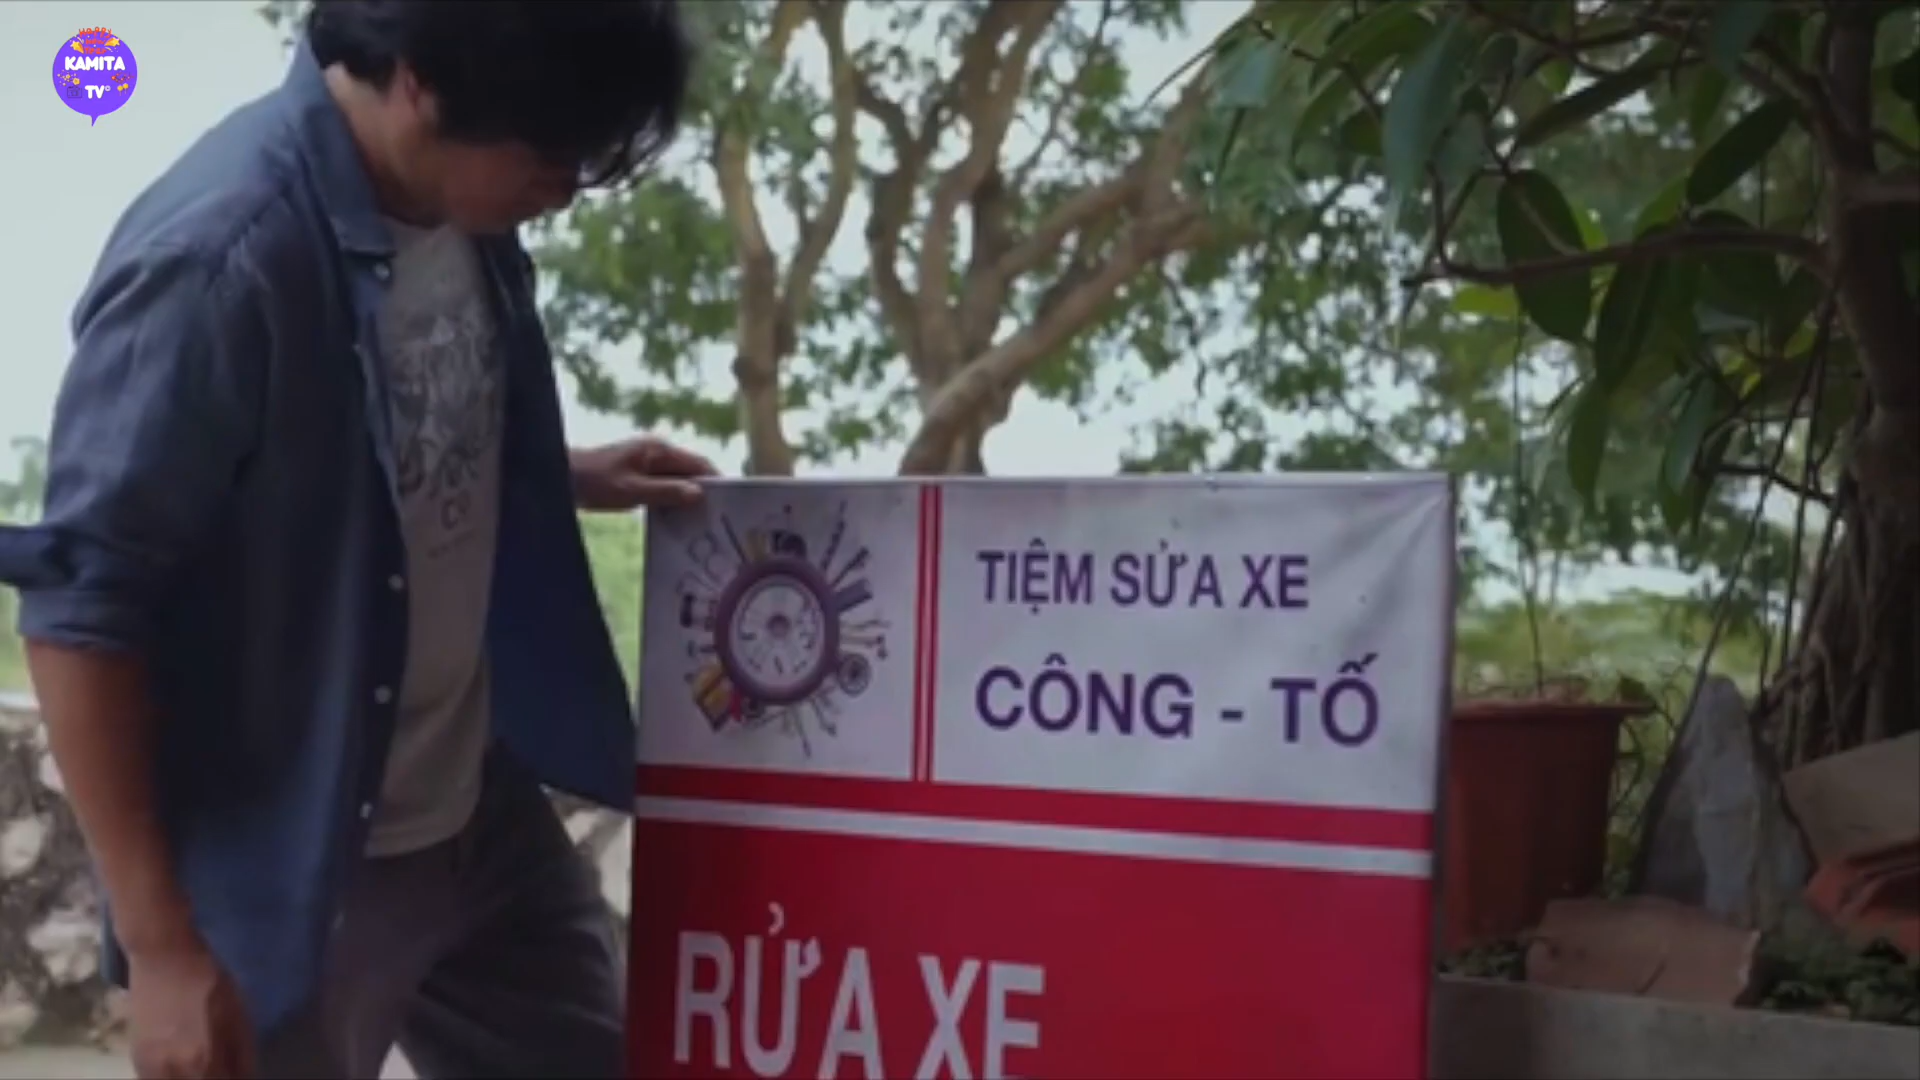 KAMITA
TV
TIỆM SỬA XE
CÔNG - TỐ
RỬA XE